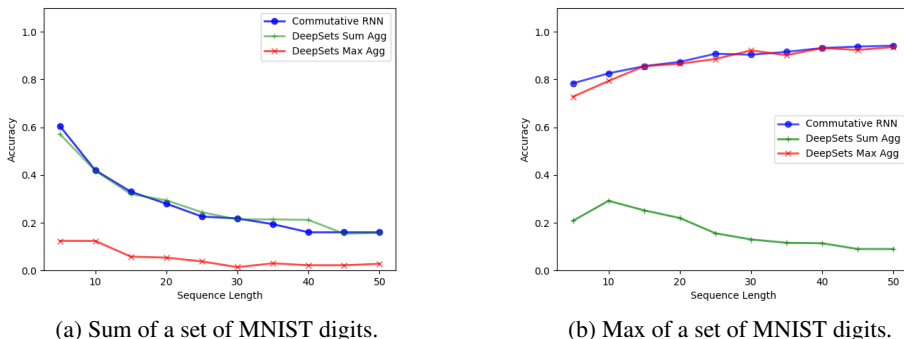 Commutative RNN
DeepSets Sum Agg
DeepSets Max Agg
1.0
0.8
0.6
0.4
0.2
0.0
Accuracy
10
20
30
40
50
Sequence Length
(a) Sum of a set of MNIST digits.
Commutative RNN
DeepSets Sum Agg
DeepSets Max Agg
1.0
0.8
0.6
0.4
0.2
0.0
Accuracy
10
20
30
40
50
Sequence Length
(b) Max of a set of MNIST digits.